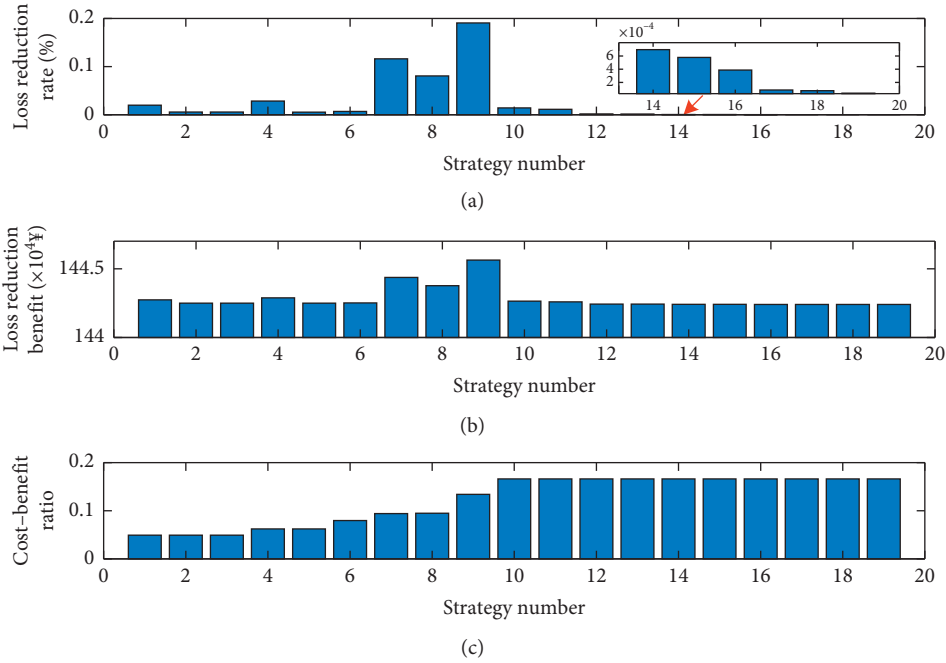 Loss reduction
rate (%)
0.2
0.1
0
×10⁻⁴
6
4
2
14 16 18 20
0 2 4 6 8 10 12 14 16 18 20
Strategy number
(a)
Loss reduction
benefit (×10⁴¥)
144.5
144
0 2 4 6 8 10 12 14 16 18 20
Strategy number
(b)
Cost–benefit
ratio
0.2
0.1
0
0 2 4 6 8 10 12 14 16 18 20
Strategy number
(c)